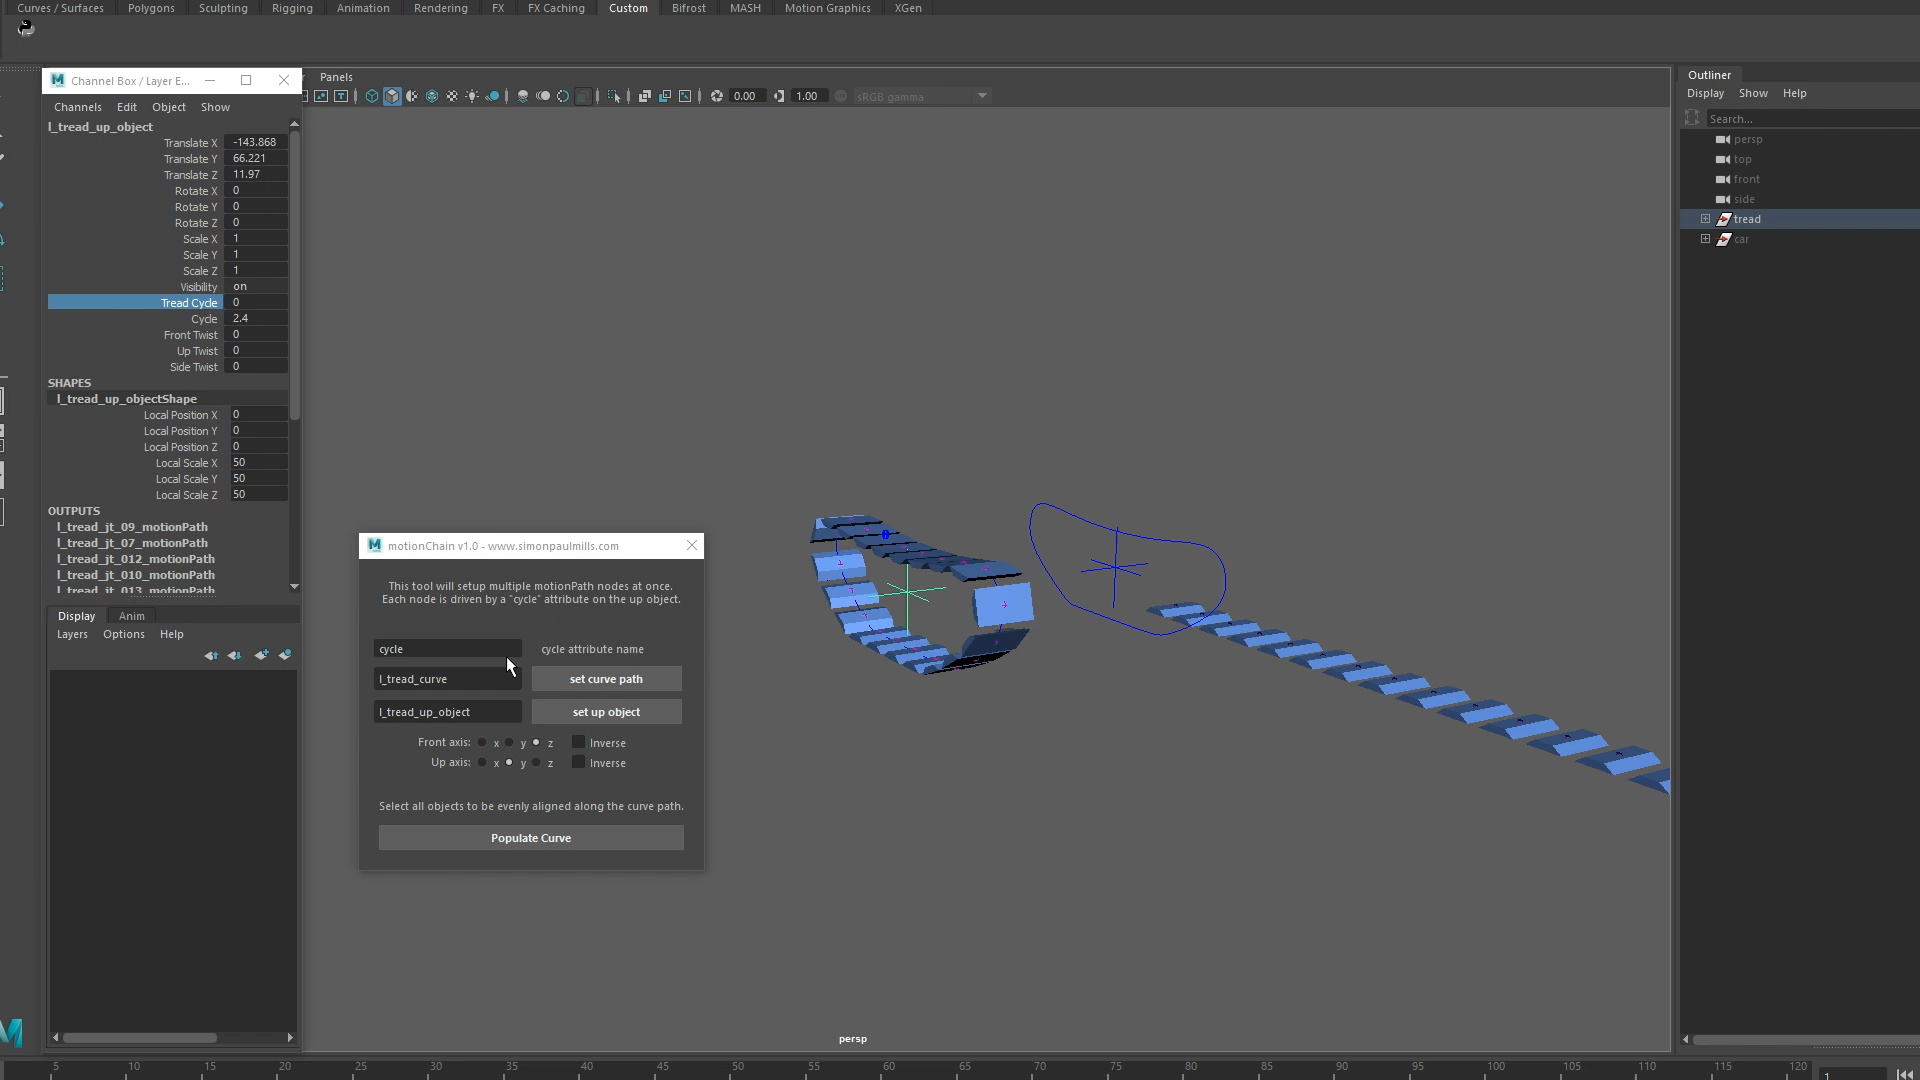 Curves / Surfaces Polygons Sculpting Rigging Animation Rendering FX FX Caching Custom Bifrost MASH Motion Graphics XGen
Channel Box / Layer E...
Channels Edit Object Show
l_tread_up_object
Translate X -143.868
Translate Y 66.221
Translate Z 11.97
Rotate X 0
Rotate Y 0
Rotate Z 0
Scale X 1
Scale Y 1
Scale Z 1
Visibility on
Tread Cycle 0
Cycle 2.4
Front Twist 0
Up Twist 0
Side Twist 0
SHAPES
l_tread_up_objectShape
Local Position X 0
Local Position Y 0
Local Position Z 0
Local Scale X 50
Local Scale Y 50
Local Scale Z 50
OUTPUTS
l_tread_jt_09_motionPath
l_tread_jt_07_motionPath
l_tread_jt_012_motionPath
l_tread_jt_010_motionPath
l_tread_jt_013_motionPath
Display Anim
Layers Options Help
Panels
0.00 1.00 sRGB gamma
motionChain v1.0 - www.simonpaulmills.com
This tool will setup multiple motionPath nodes at once.
Each node is driven by a "cycle" attribute on the up object.
cycle cycle attribute name
l_tread_curve set curve path
l_tread_up_object set up object
Front axis: x y z Inverse
Up axis: x y z Inverse
Select all objects to be evenly aligned along the curve path.
Populate Curve
persp
Outliner
Display Show Help
Search...
persp
top
front
side
tread
car
5 10 15 20 25 30 35 40 45 50 55 60 65 70 75 80 85 90 95 100 105 110 115 120 1